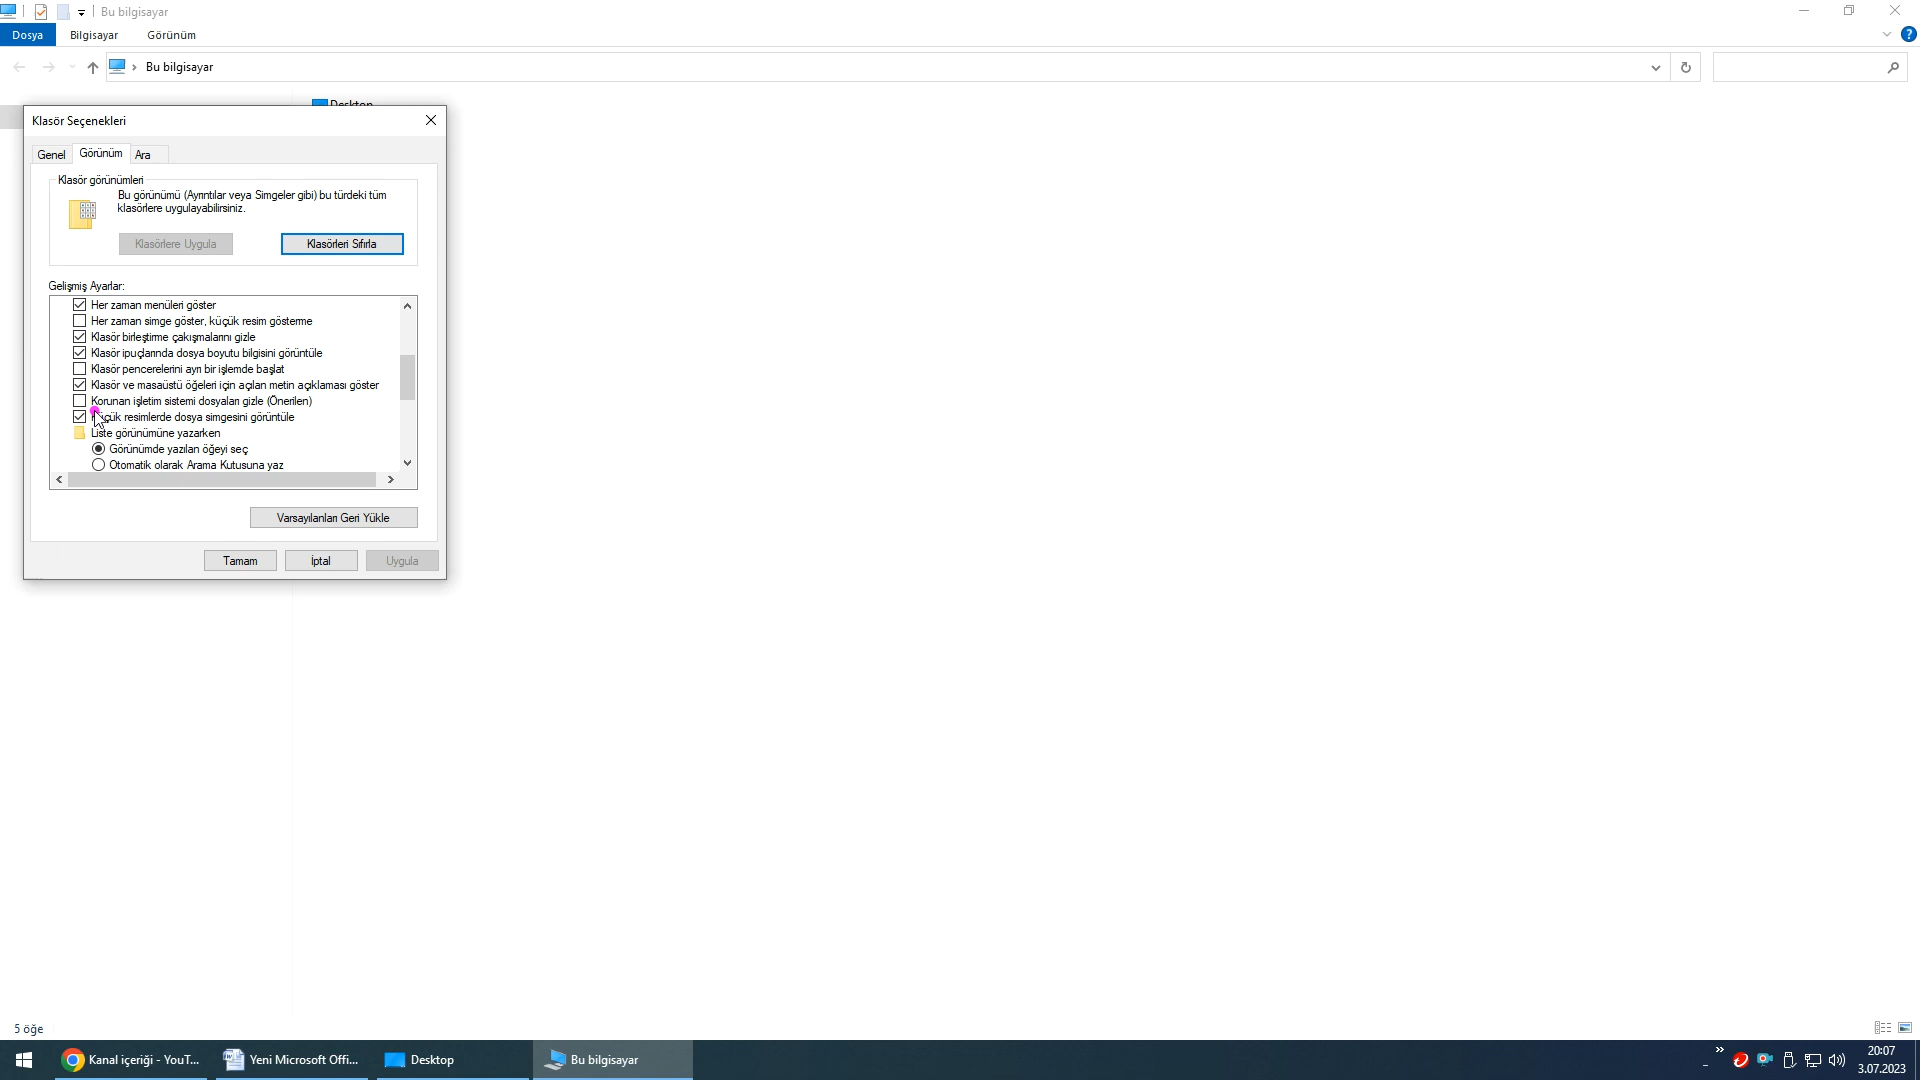 Bu bilgisayar
Dosya
Bilgisayar
Görünüm
?
Bu bilgisayar
Desktop
Klasör Seçenekleri
Genel
Görünüm
Ara
Klasör görünümleri
Bu görünümü (Ayrıntılar veya Simgeler gibi) bu türdeki tüm
klasörlere uygulayabilirsiniz.
Klasörlere Uygula
Klasörleri Sıfırla
Gelişmiş Ayarlar:
Her zaman menüleri göster
Her zaman simge göster, küçük resim gösterme
Klasör birleştirme çakışmalarını gizle
Klasör ipuçlarında dosya boyutu bilgisini görüntüle
Klasör pencerelerini ayrı bir işlemde başlat
Klasör ve masaüstü öğeleri için açılan metin açıklaması göster
Korunan işletim sistemi dosyaları gizle (Önerilen)
Küçük resimlerde dosya simgesini görüntüle
Liste görünümüne yazarken
Görünümde yazılan öğeyi seç
Otomatik olarak Arama Kutusuna yaz
Varsayılanları Geri Yükle
Tamam
İptal
Uygula
5 öğe
Kanal içeriği - YouT...
Yeni Microsoft Offi...
Desktop
Bu bilgisayar
20:07
3.07.2023